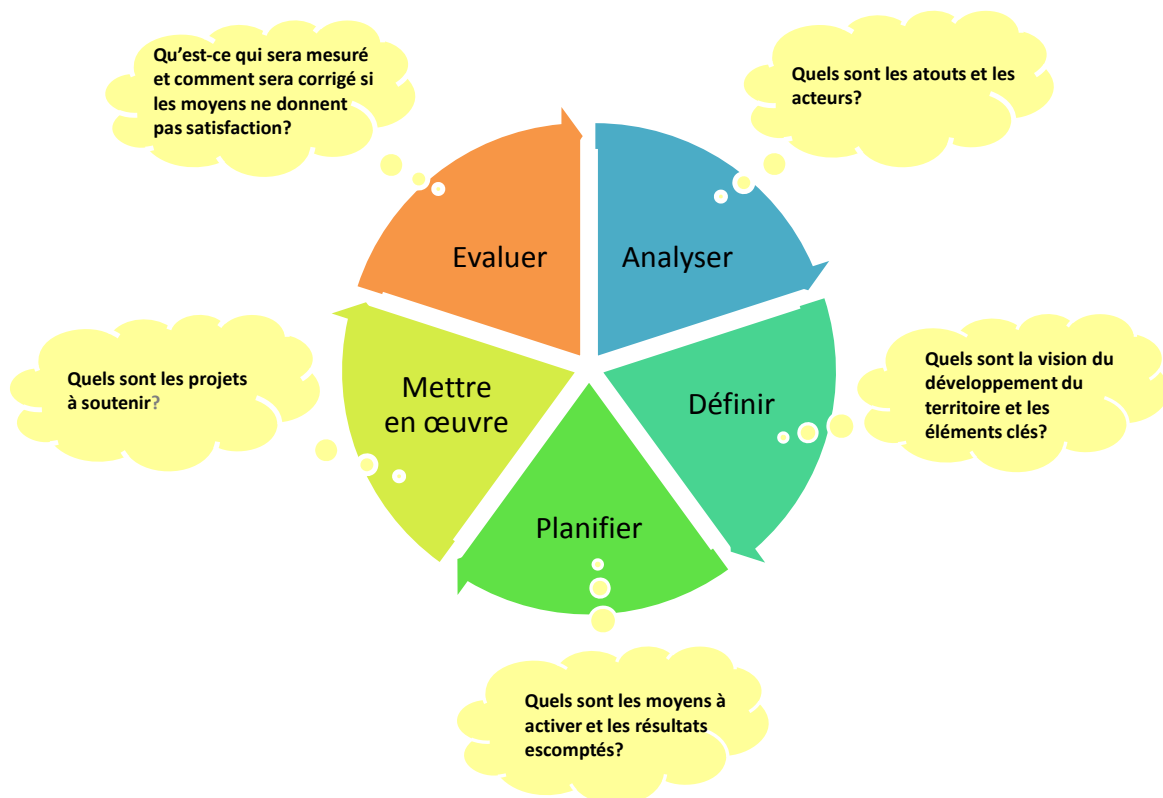 Qu'est-ce qui sera mesuré
et comment sera corrigé si
les moyens ne donnent
pas satisfaction?
Quels sont les atouts et les
acteurs?
Evaluer
Analyser
Quels sont les projets
à soutenir?
Mettre
en œuvre
Définir
Quels sont la vision du
développement du
territoire et les
éléments clés?
Planifier
Quels sont les moyens à
activer et les résultats
escomptés?